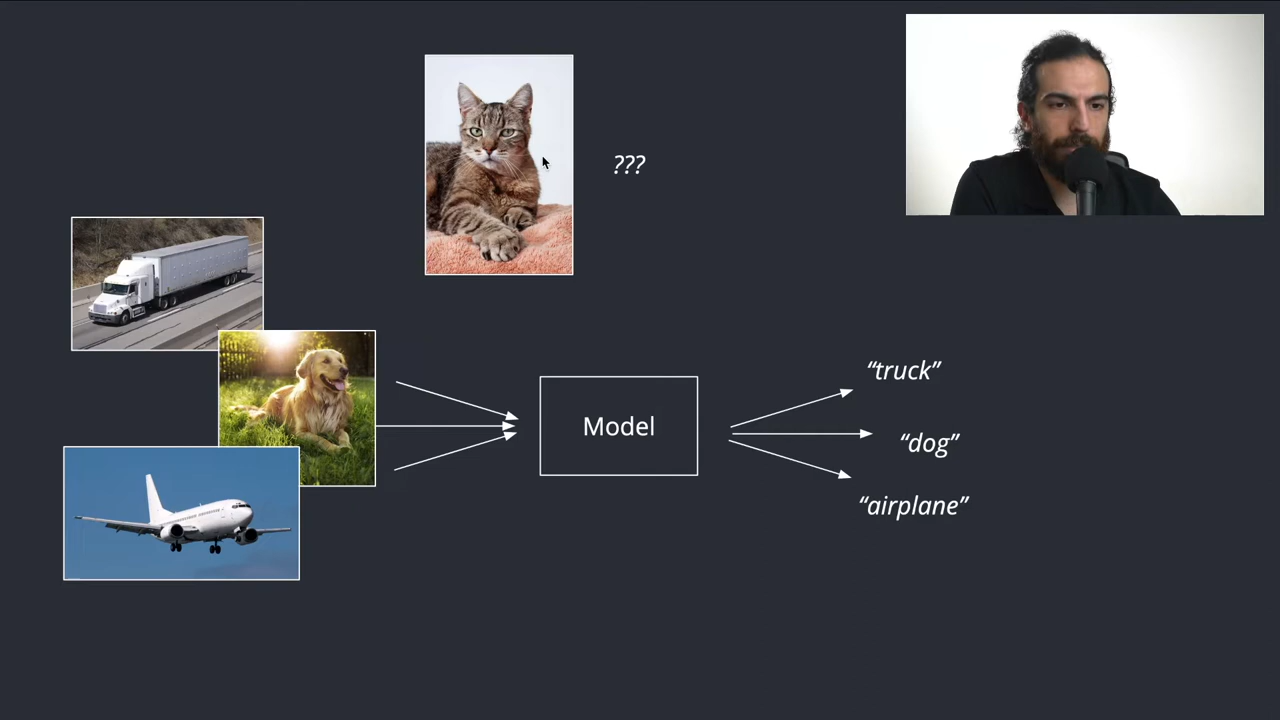 ???
Model
“truck”
“dog”
“airplane”